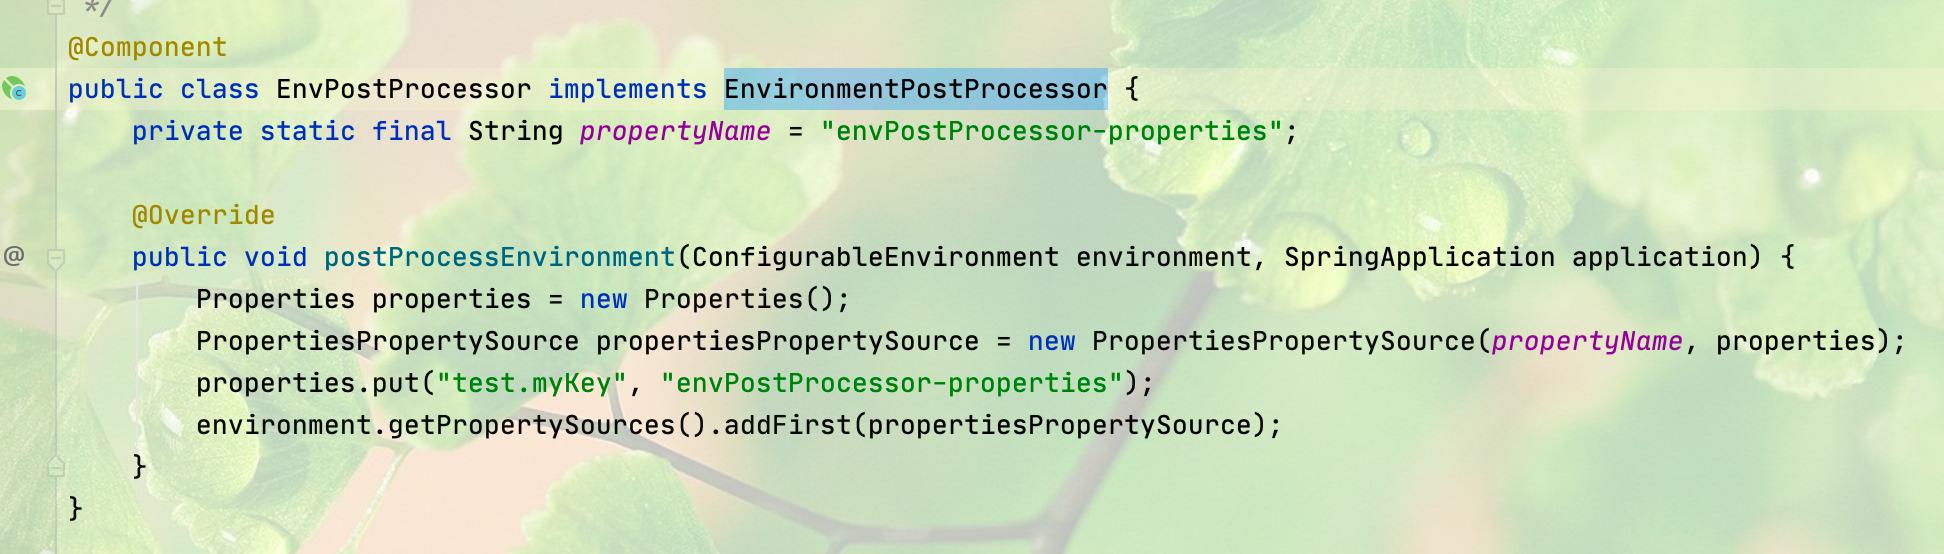 */
@Component
public class EnvPostProcessor implements EnvironmentPostProcessor {
    private static final String propertyName = "envPostProcessor-properties";
    @Override
@   public void postProcessEnvironment(ConfigurableEnvironment environment, SpringApplication application) {
        Properties properties = new Properties();
        PropertiesPropertySource propertiesPropertySource = new PropertiesPropertySource(propertyName, properties);
        properties.put("test.myKey", "envPostProcessor-properties");
        environment.getPropertySources().addFirst(propertiesPropertySource);
    }
}